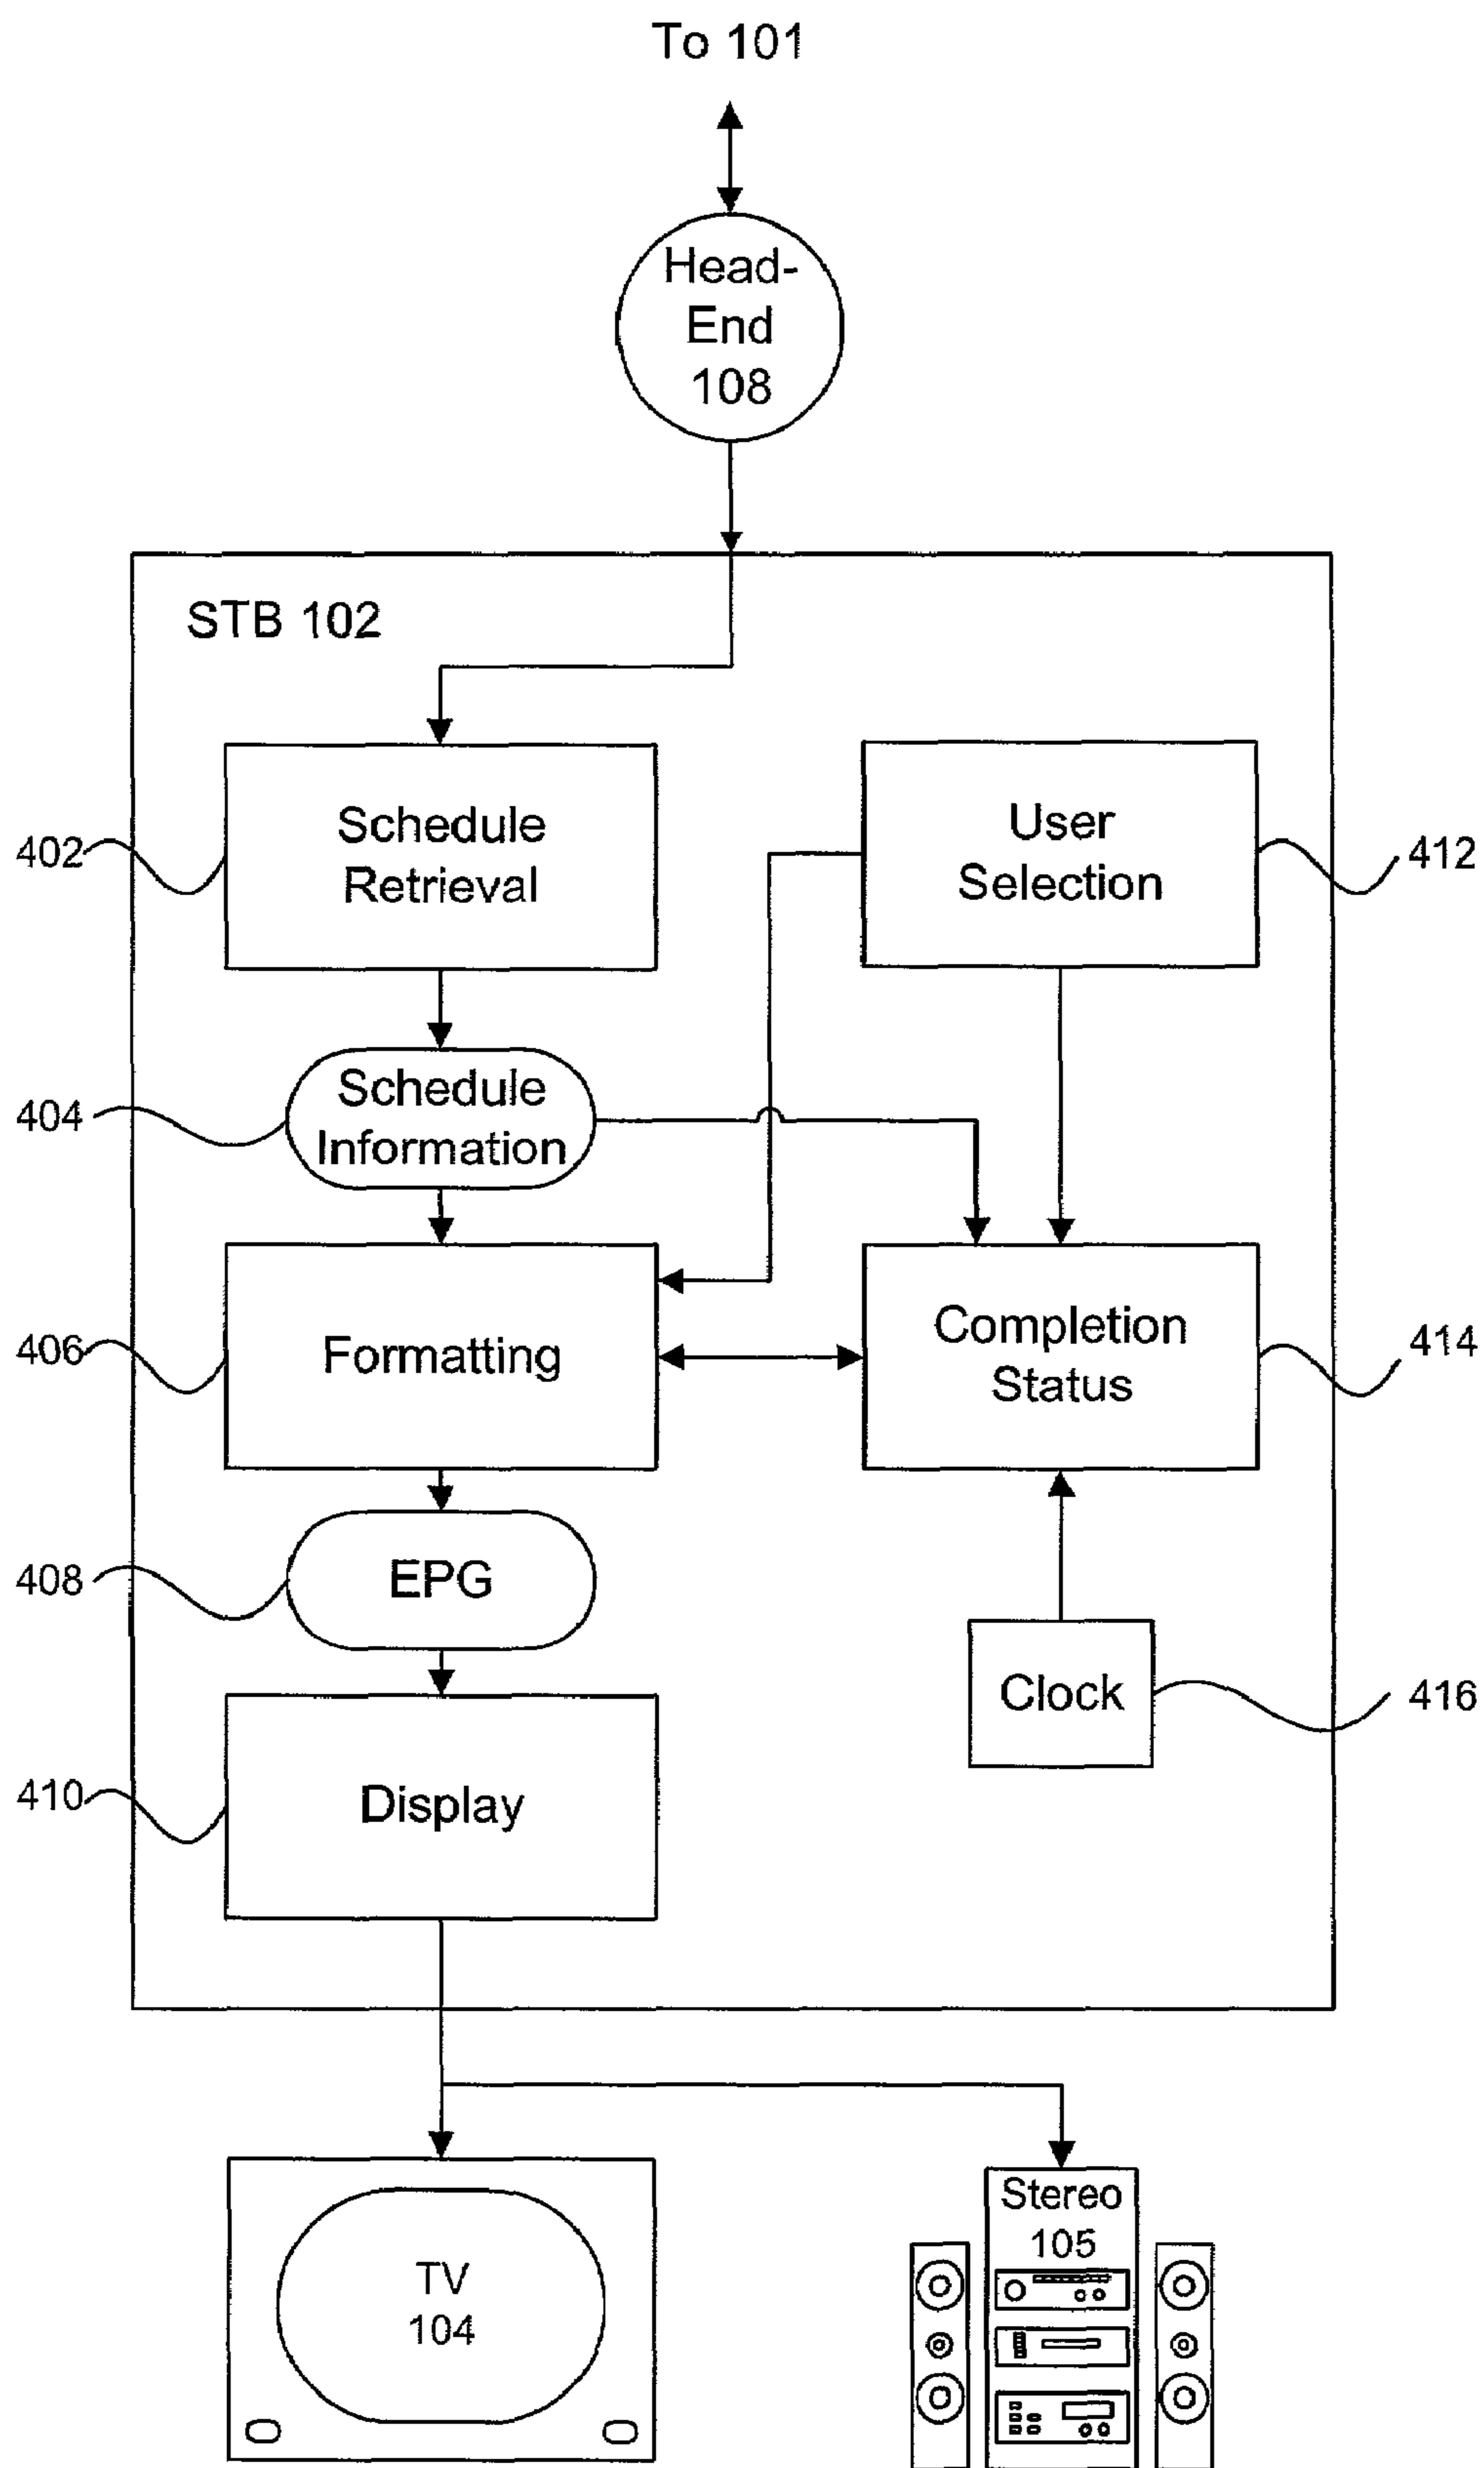 To 101
Head-
End
108
STB 102
Schedule
Retrieval
402
User
Selection
412
Schedule
Information
404
Formatting
406
Completion
Status
414
EPG
408
Clock
416
Display
410
TV
104
Stereo
105